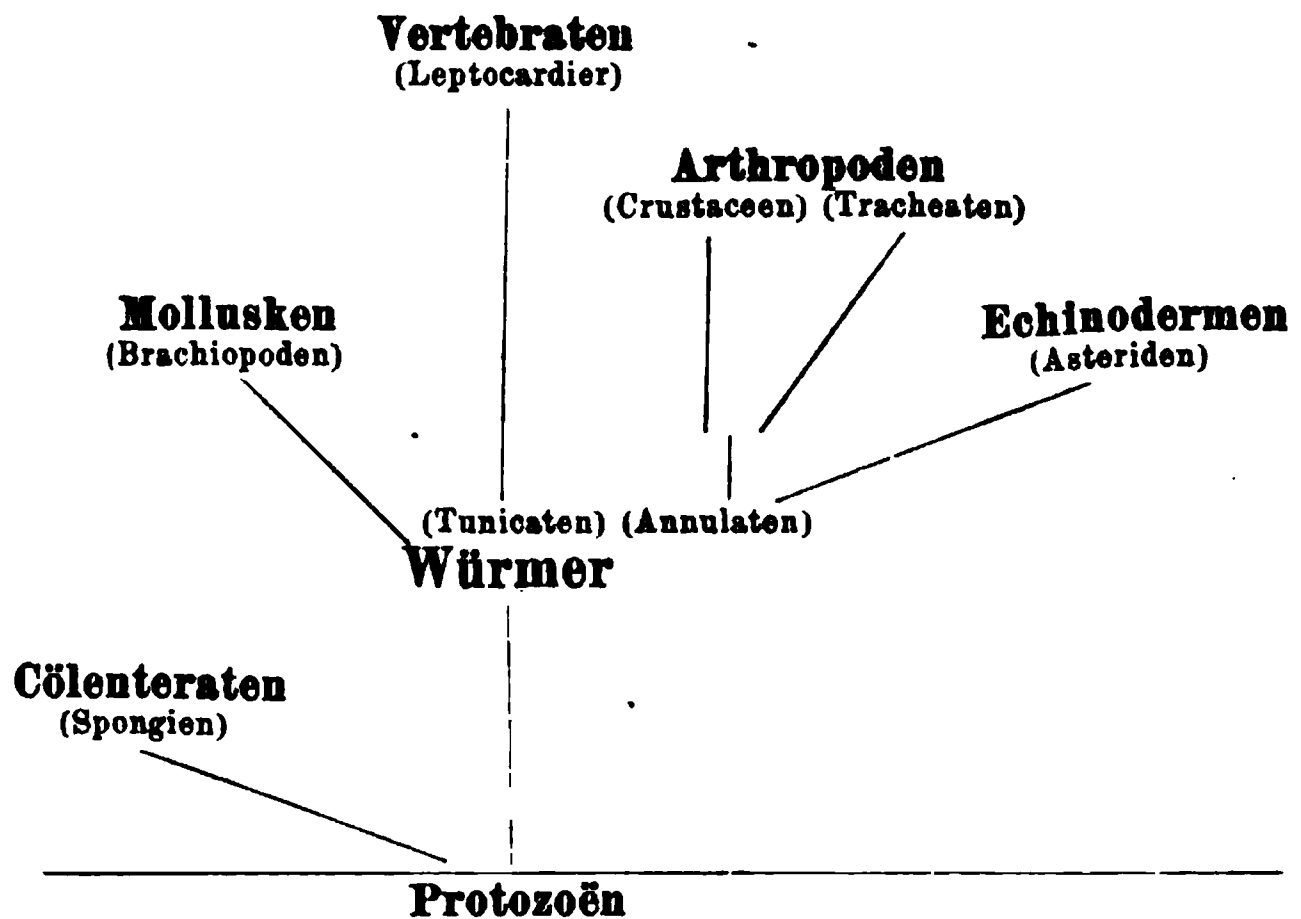 Vertebraten
(Leptocardier)
Arthropoden
(Crustaceen) (Tracheaten)
Mollusken
(Brachiopoden)
Echinodermen
(Asteriden)
(Tunicaten) (Annulaten)
Würmer
Cölenteraten
(Spongien)
Protozoën